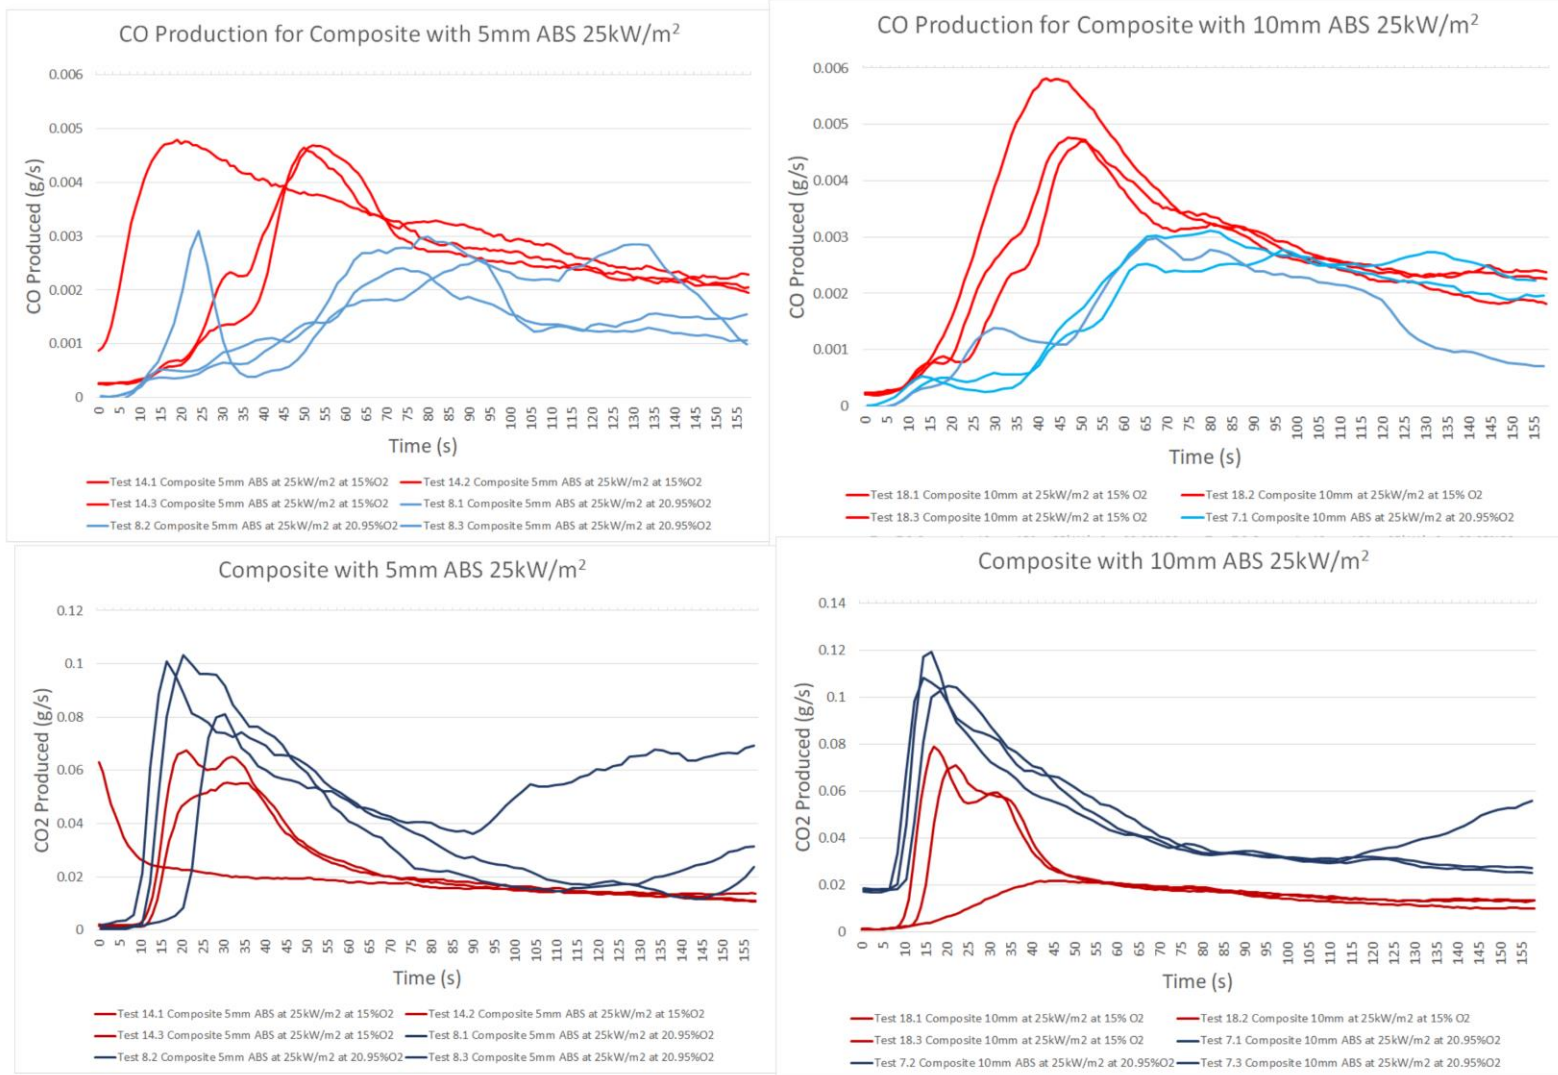 CO Production for Composite with 5mm ABS 25kW/m2
0.006
0.005
0.004
0.003
0.002
0.001
0
CO Produced (g/s)
0 5 10 15 20 25 30 35 40 45 50 55 60 65 70 75 80 85 90 95 100 105 110 115 120 125 130 135 140 145 150 155
Time (s)
Test 14.1 Composite 5mm ABS at 25kW/m2 at 15%O2 Test 14.2 Composite 5mm ABS at 25kW/m2 at 15%O2
Test 14.3 Composite 5mm ABS at 25kW/m2 at 15%O2 Test 8.1 Composite 5mm ABS at 25kW/m2 at 20.95%O2
Test 8.2 Composite 5mm ABS at 25kW/m2 at 20.95%O2 Test 8.3 Composite 5mm ABS at 25kW/m2 at 20.95%O2
CO Production for Composite with 10mm ABS 25kW/m2
0.006
0.005
0.004
0.003
0.002
0.001
0
CO Produced (g/s)
0 5 10 15 20 25 30 35 40 45 50 55 60 65 70 75 80 85 90 95 100 105 110 115 120 125 130 135 140 145 150 155
Time (s)
Test 18.1 Composite 10mm at 25kW/m2 at 15% O2 Test 18.2 Composite 10mm at 25kW/m2 at 15% O2
Test 18.3 Composite 10mm at 25kW/m2 at 15% O2 Test 7.1 Composite 10mm ABS at 25kW/m2 at 20.95%O2
Composite with 5mm ABS 25kW/m2
0.12
0.1
0.08
0.06
0.04
0.02
0
CO2 Produced (g/s)
0 5 10 15 20 25 30 35 40 45 50 55 60 65 70 75 80 85 90 95 100 105 110 115 120 125 130 135 140 145 150 155
Time (s)
Test 14.1 Composite 5mm ABS at 25kW/m2 at 15%O2 Test 14.2 Composite 5mm ABS at 25kW/m2 at 15%O2
Test 14.3 Composite 5mm ABS at 25kW/m2 at 15%O2 Test 8.1 Composite 5mm ABS at 25kW/m2 at 20.95%O2
Test 8.2 Composite 5mm ABS at 25kW/m2 at 20.95%O2 Test 8.3 Composite 5mm ABS at 25kW/m2 at 20.95%O2
Composite with 10mm ABS 25kW/m2
0.14
0.12
0.1
0.08
0.06
0.04
0.02
0
CO2 Produced (g/s)
0 5 10 15 20 25 30 35 40 45 50 55 60 65 70 75 80 85 90 95 100 105 110 115 120 125 130 135 140 145 150 155
Time (s)
Test 18.1 Composite 10mm at 25kW/m2 at 15% O2 Test 18.2 Composite 10mm at 25kW/m2 at 15% O2
Test 18.3 Composite 10mm at 25kW/m2 at 15% O2 Test 7.1 Composite 10mm ABS at 25kW/m2 at 20.95%O2
Test 7.2 Composite 10mm ABS at 25kW/m2 at 20.95%O2 Test 7.3 Composite 10mm ABS at 25kW/m2 at 20.95%O2